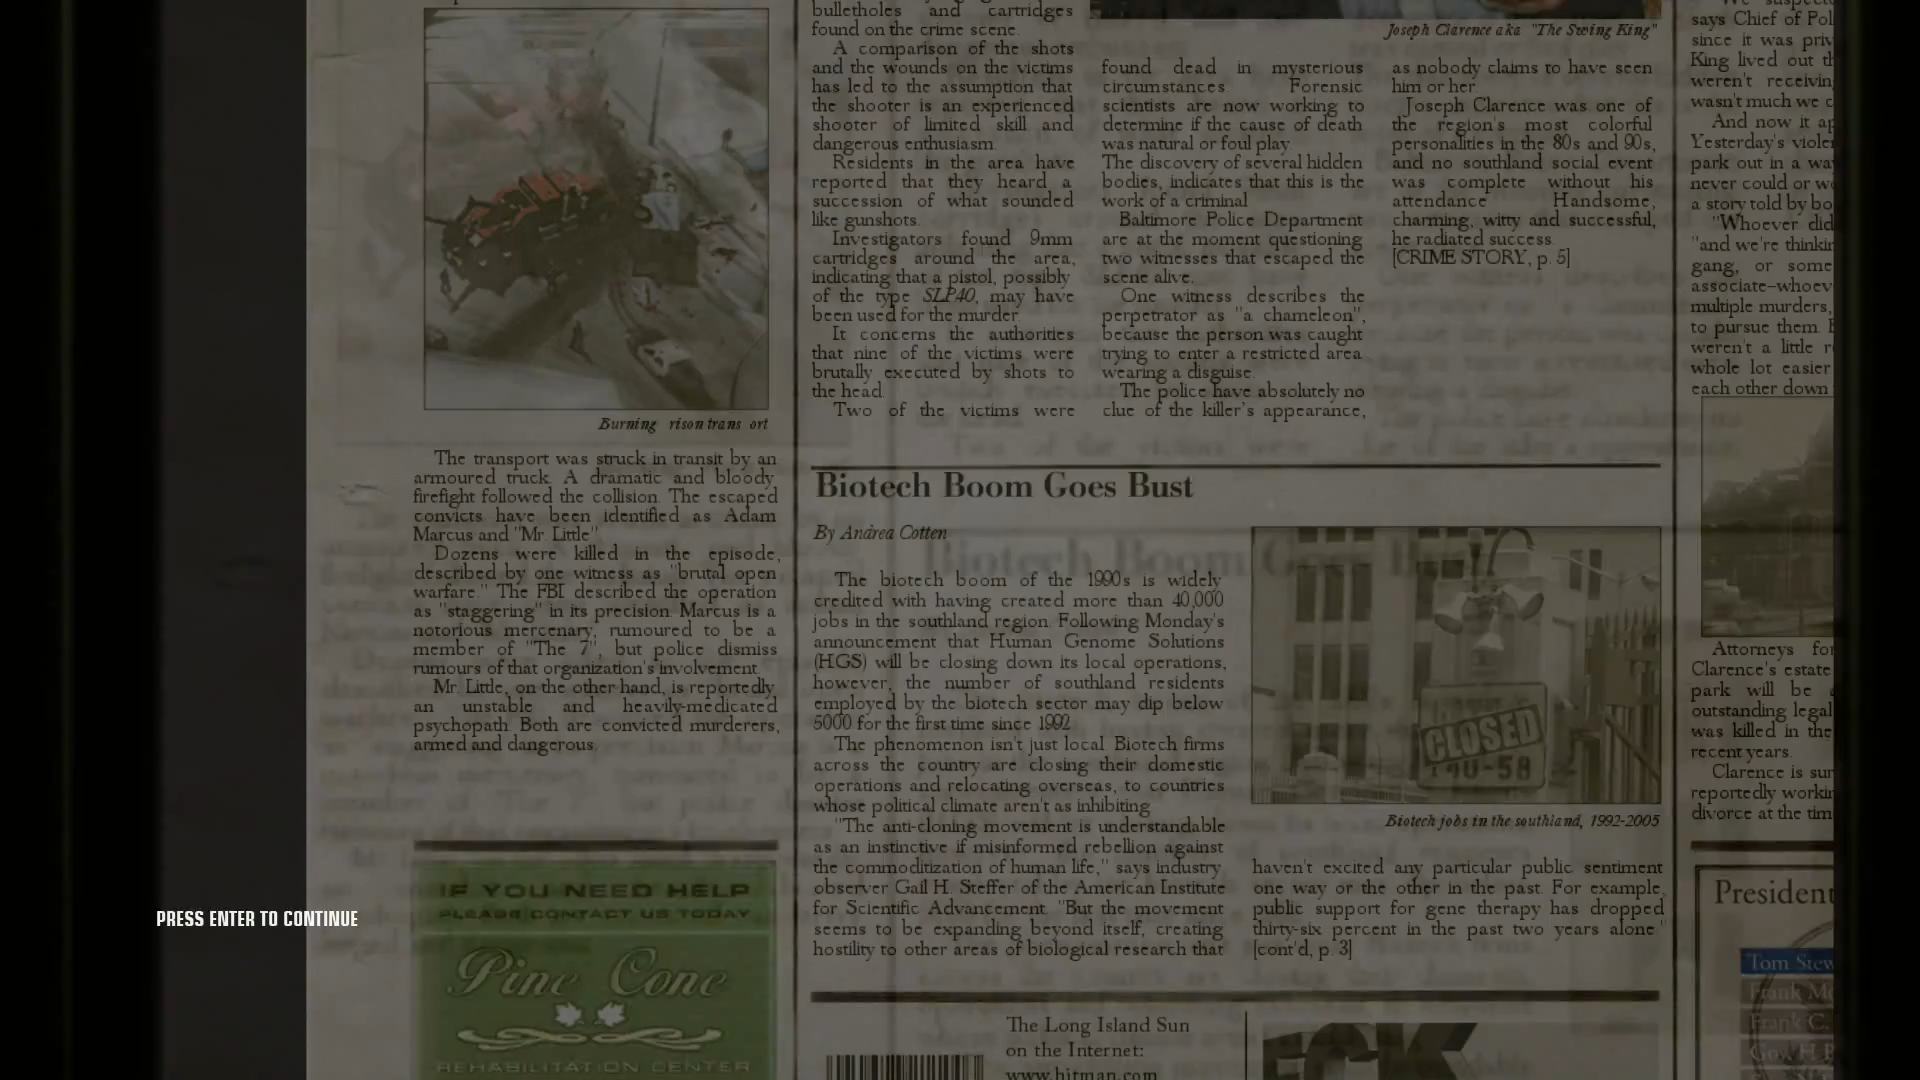 bulletholes and cartridges
found on the crime scene.
A comparison of the shots
and the wounds on the victims
has led to the assumption that
the shooter is an experienced
shooter of limited skill and
dangerous enthusiasm.
Residents in the area have
reported that they heard a
succession of what sounded
like gunshots.
Investigators found 9mm
cartridges around the area,
indicating that a pistol, possibly
of the type SLP40, may have
been used for the murder.
It concerns the authorities
that nine of the victims were
brutally executed by shots to
the head.
Two of the victims were
Joseph Clarence aka "The Swing King"
found dead in mysterious
circumstances. Forensic
scientists are now working to
determine if the cause of death
was natural or foul play.
The discovery of several hidden
bodies, indicates that this is the
work of a criminal
Baltimore Police Department
are at the moment questioning
two witnesses that escaped the
scene alive.
One witness describes the
perpetrator as "a chameleon",
because the person was caught
trying to enter a restricted area
wearing a disguise.
The police have absolutely no
clue of the killer's appearance,
as nobody claims to have seen
him or her.
Joseph Clarence was one of
the region's most colorful
personalities in the 80s and 90s,
and no southland social event
was complete without his
attendance. Handsome,
charming, witty and successful,
he radiated success.
[CRIME STORY, p. 5]
Burning rison trans ort
The transport was struck in transit by an
armoured truck. A dramatic and bloody
firefight followed the collision. The escaped
convicts have been identified as Adam
Marcus and "Mr. Little".
Dozens were killed in the episode,
described by one witness as "brutal open
warfare." The FBI described the operation
as "staggering" in its precision. Marcus is a
notorious mercenary, rumoured to be a
member of "The 7", but police dismiss
rumours of that organization's involvement.
Mr. Little, on the other hand, is reportedly
an unstable and heavily-medicated
psychopath. Both are convicted murderers,
armed and dangerous.
IF YOU NEED HELP
PLEASE CONTACT US TODAY
Pine Cone
REHABILITATION CENTER
PRESS ENTER TO CONTINUE
Biotech Boom Goes Bust
By Andrea Cotten
The biotech boom of the 1990s is widely
credited with having created more than 40,000
jobs in the southland region. Following Monday's
announcement that Human Genome Solutions
(HGS) will be closing down its local operations,
however, the number of southland residents
employed by the biotech sector may dip below
5000 for the first time since 1992.
The phenomenon isn't just local. Biotech firms
across the country are closing their domestic
operations and relocating overseas, to countries
whose political climate aren't as inhibiting.
"The anti-cloning movement is understandable
as an instinctive if misinformed rebellion against
the commoditization of human life," says industry
observer Gail H. Steffer of the American Institute
for Scientific Advancement. "But the movement
seems to be expanding beyond itself, creating
hostility to other areas of biological research that
CLOSED
140-58
Biotech jobs in the southland, 1992-2005
haven't excited any particular public sentiment
one way or the other in the past. For example,
public support for gene therapy has dropped
thirty-six percent in the past two years alone."
[cont'd, p. 3]
The Long Island Sun
on the Internet:
www.hitman.com
says Chief of Pol
since it was priv
King lived out th
weren't receiving
wasn't much we c
And now it ap
Yesterday's violen
park out in a way
never could or wo
a story told by bo
"Whoever did
"and we're thinkin
gang, or some
associate–whoev
multiple murders,
to pursue them.
weren't a little r
whole lot easier
each other down
Attorneys for
Clarence's estate
park will be
outstanding legal
was killed in the
recent years.
Clarence is sur
reportedly workin
divorce at the tim
President
Tom Stew
Frank Mc
Frank C.
Gov. H.